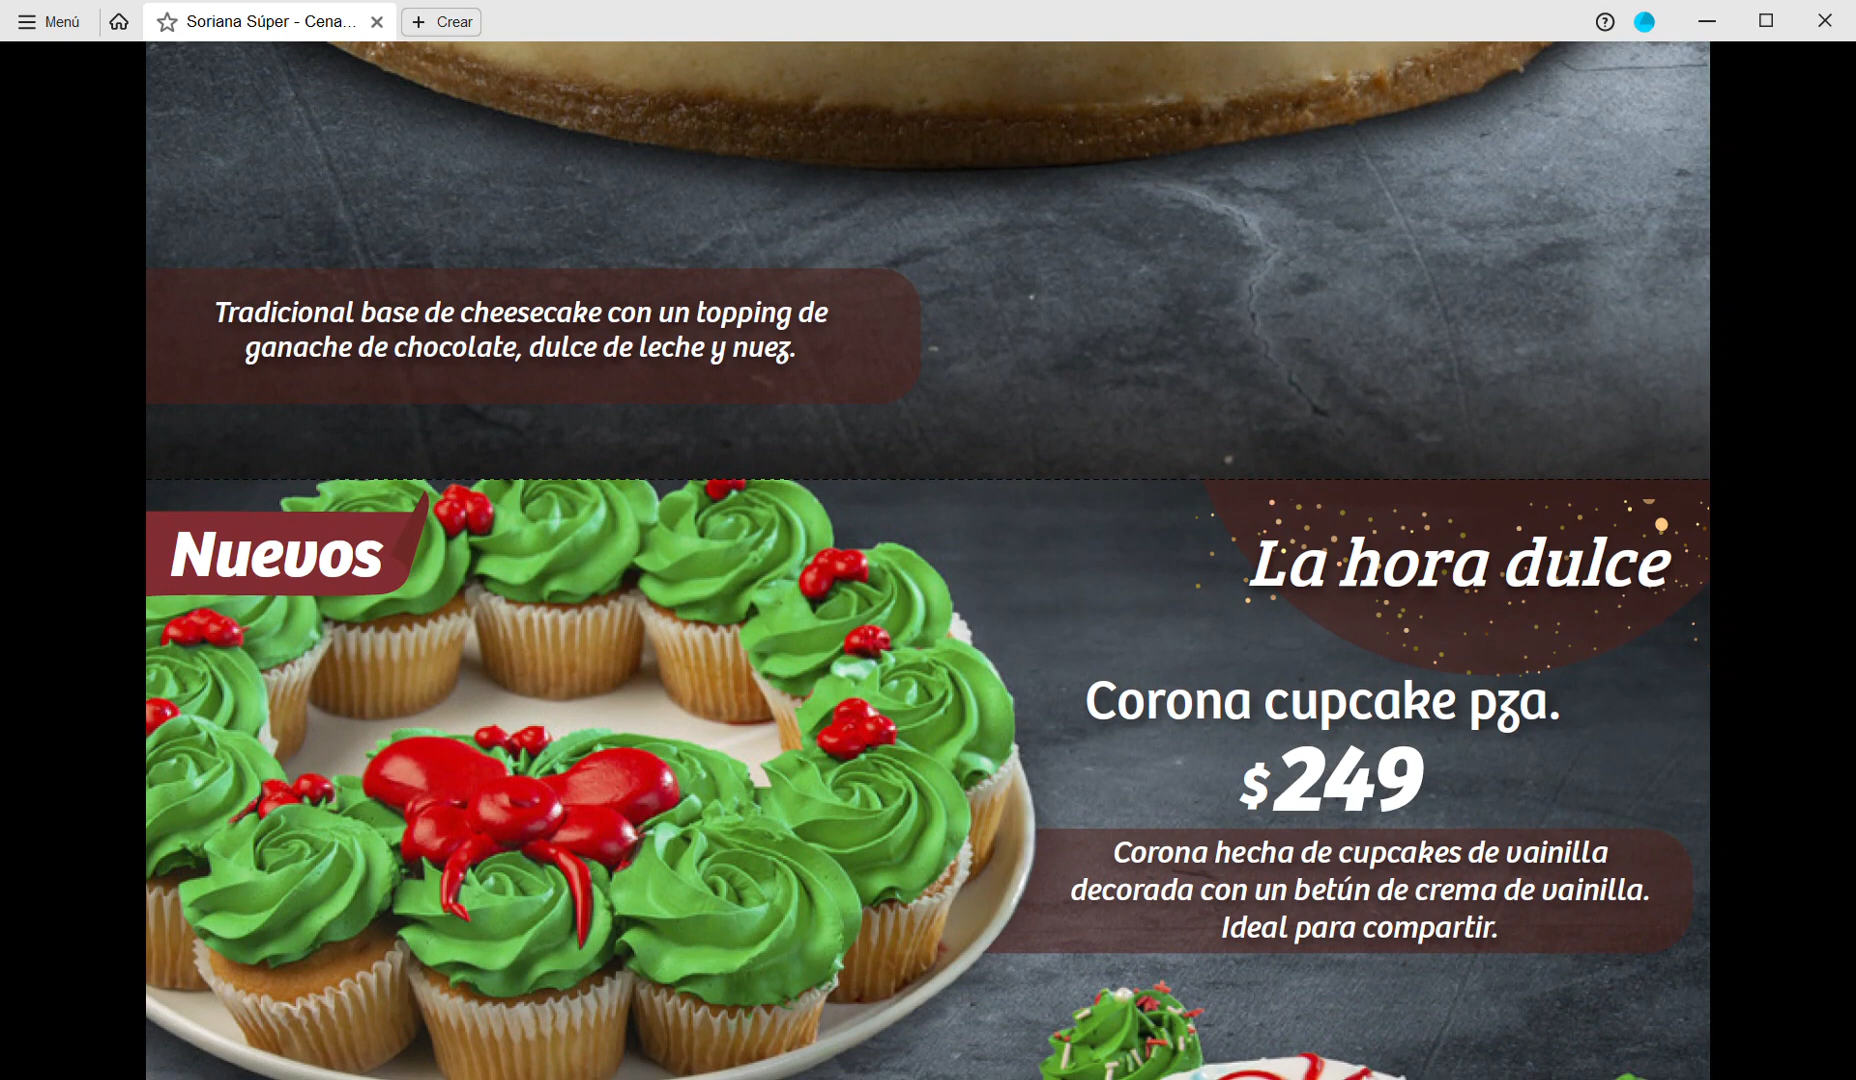 Menú
Soriana Súper - Cena...
Crear
Tradicional base de cheesecake con un topping de
ganache de chocolate, dulce de leche y nuez.
Nuevos
La hora dulce
Corona cupcake pza.
$249
Corona hecha de cupcakes de vainilla
decorada con un betún de crema de vainilla.
Ideal para compartir.